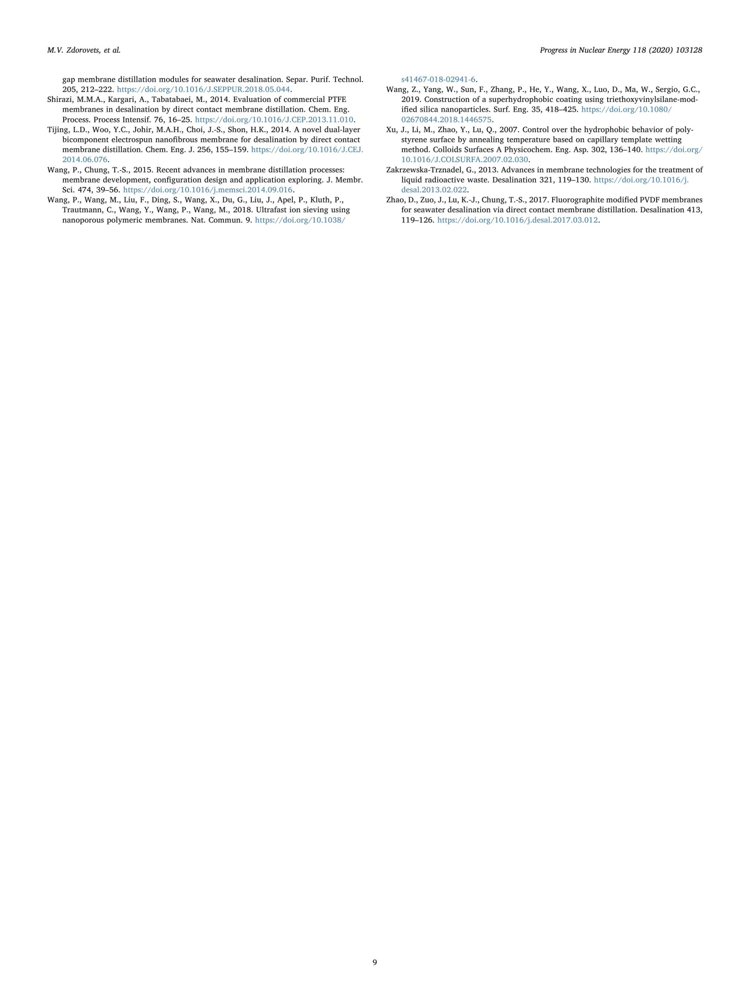 M.V. Zdorovets, et al.
Progress in Nuclear Energy 118 (2020) 103128
gap membrane distillation modules for seawater desalination. Separ. Purif. Technol.
205, 212–222. https://doi.org/10.1016/J.SEPPUR.2018.05.044.
Shirazi, M.M.A., Kargari, A., Tabatabaei, M., 2014. Evaluation of commercial PTFE
membranes in desalination by direct contact membrane distillation. Chem. Eng.
Process. Process Intensif. 76, 16–25. https://doi.org/10.1016/J.CEP.2013.11.010.
Tijing, L.D., Woo, Y.C., Johir, M.A.H., Choi, J.-S., Shon, H.K., 2014. A novel dual-layer
bicomponent electrospun nanofibrous membrane for desalination by direct contact
membrane distillation. Chem. Eng. J. 256, 155–159. https://doi.org/10.1016/J.CEJ.
2014.06.076.
Wang, P., Chung, T.-S., 2015. Recent advances in membrane distillation processes:
membrane development, configuration design and application exploring. J. Membr.
Sci. 474, 39–56. https://doi.org/10.1016/j.memsci.2014.09.016.
Wang, P., Wang, M., Liu, F., Ding, S., Wang, X., Du, G., Liu, J., Apel, P., Kluth, P.,
Trautmann, C., Wang, Y., Wang, P., Wang, M., 2018. Ultrafast ion sieving using
nanoporous polymeric membranes. Nat. Commun. 9. https://doi.org/10.1038/
s41467-018-02941-6.
Wang, Z., Yang, W., Sun, F., Zhang, P., He, Y., Wang, X., Luo, D., Ma, W., Sergio, G.C.,
2019. Construction of a superhydrophobic coating using triethoxyvinylsilane-mod-
ified silica nanoparticles. Surf. Eng. 35, 418–425. https://doi.org/10.1080/
02670844.2018.1446575.
Xu, J., Li, M., Zhao, Y., Lu, Q., 2007. Control over the hydrophobic behavior of poly-
styrene surface by annealing temperature based on capillary template wetting
method. Colloids Surfaces A Physicochem. Eng. Asp. 302, 136–140. https://doi.org/
10.1016/J.COLSURFA.2007.02.030.
Zakrzewska-Trznadel, G., 2013. Advances in membrane technologies for the treatment of
liquid radioactive waste. Desalination 321, 119–130. https://doi.org/10.1016/j.
desal.2013.02.022.
Zhao, D., Zuo, J., Lu, K.-J., Chung, T.-S., 2017. Fluorographite modified PVDF membranes
for seawater desalination via direct contact membrane distillation. Desalination 413,
119–126. https://doi.org/10.1016/j.desal.2017.03.012.
9